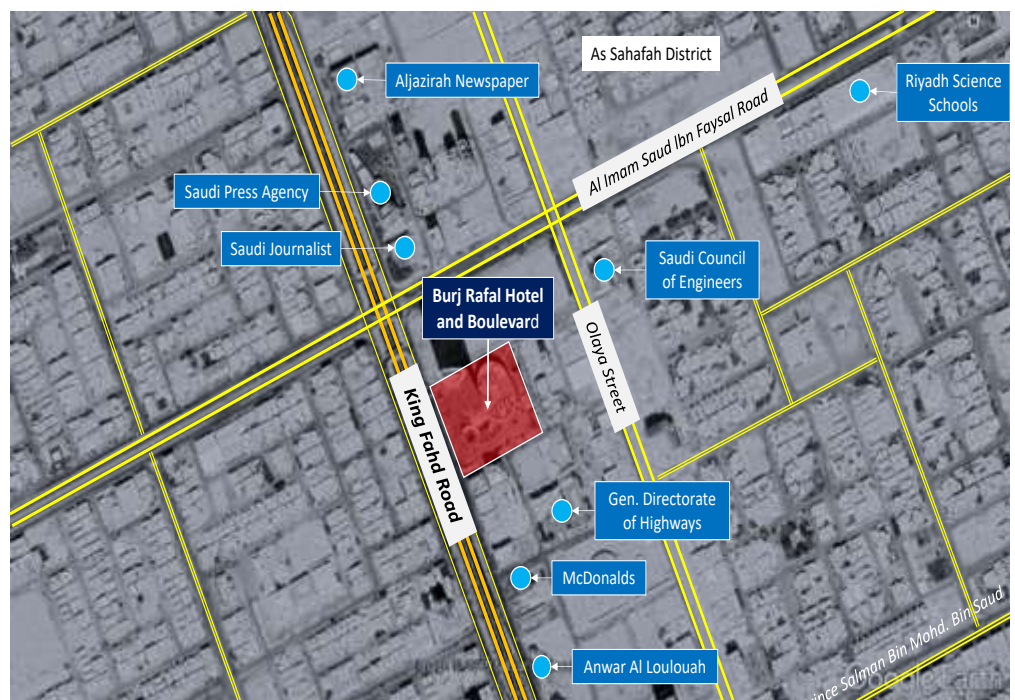 As Sahafah District
Aljazirah Newspaper
Riyadh Science
Schools
Al Imam Saud Ibn Faysal Road
Saudi Press Agency
Saudi Journalist
Saudi Council
of Engineers
Burj Rafal Hotel
and Boulevard
Olaya Street
King Fahd Road
Gen. Directorate
of Highways
McDonalds
Anwar Al Loulouah
rince Salman Bin Mohd. Bin Saud